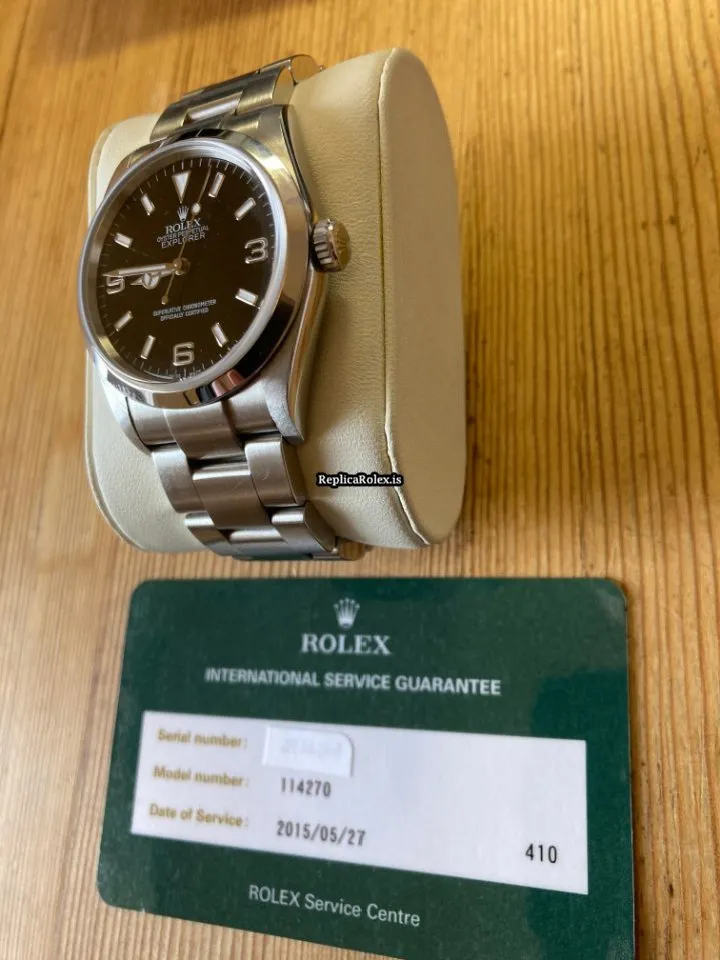 ROLEX
OYSTER PERPETUAL
EXPLORER
3
9
6
SUPERLATIVE CHRONOMETER
OFFICIALLY CERTIFIED
ReplicaRolex.is
ROLEX
INTERNATIONAL SERVICE GUARANTEE
Serial number:
Model number: 114270
Date of Service: 2015/05/27
410
ROLEX Service Centre